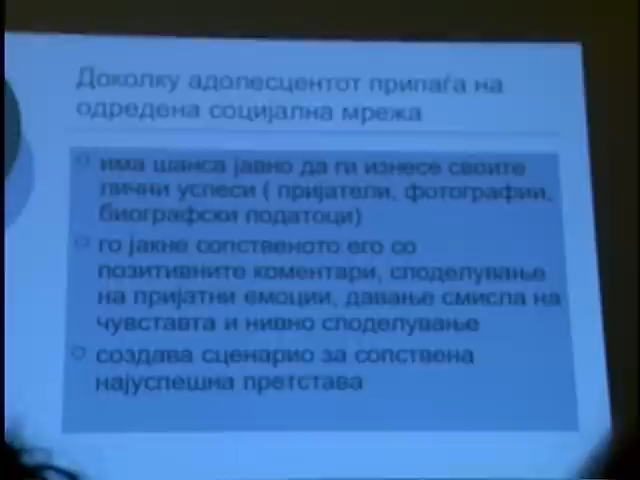 Доколку адолесцентот припаѓа на
одредена социјална мрежа
има шанса јавно да ги изнесе своите
лични успеси ( пријатели, фотографии,
биографски податоци)
го јакне сопственото его со
позитивните коментари, споделување
на пријатни емоции, давање смисла на
чувставта и нивно споделување
создава сценарио за сопствена
најуспешна претстава